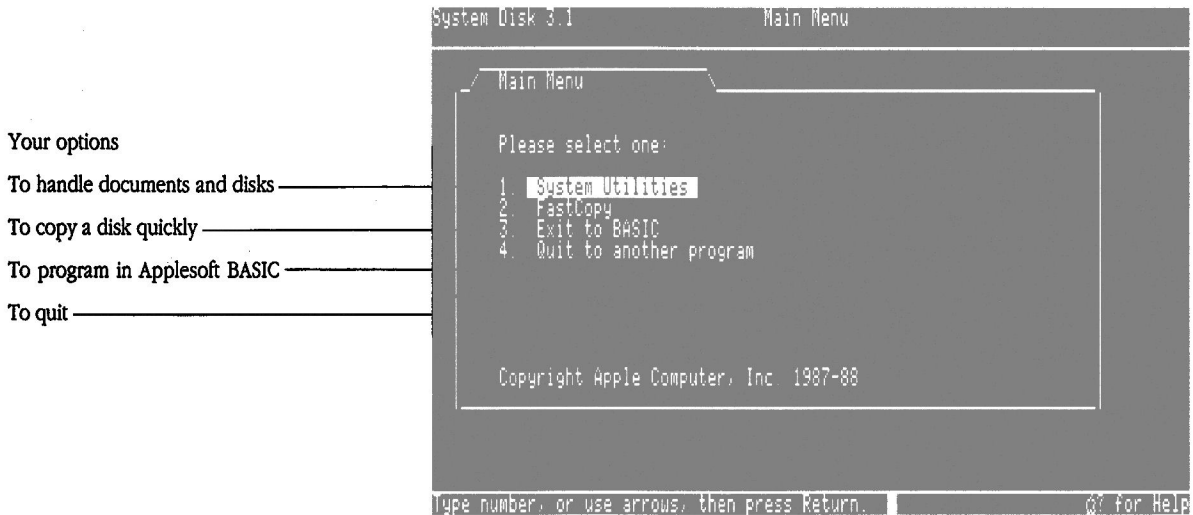 System Disk 3.1 Main Menu
Main Menu
Your options
To handle documents and disks
To copy a disk quickly
To program in Applesoft BASIC
To quit
Please select one:
1. System Utilities
2. FastCopy
3. Exit to BASIC
4. Quit to another program
Copyright Apple Computer, Inc. 1987-88
Type number, or use arrows, then press Return. ? for Help